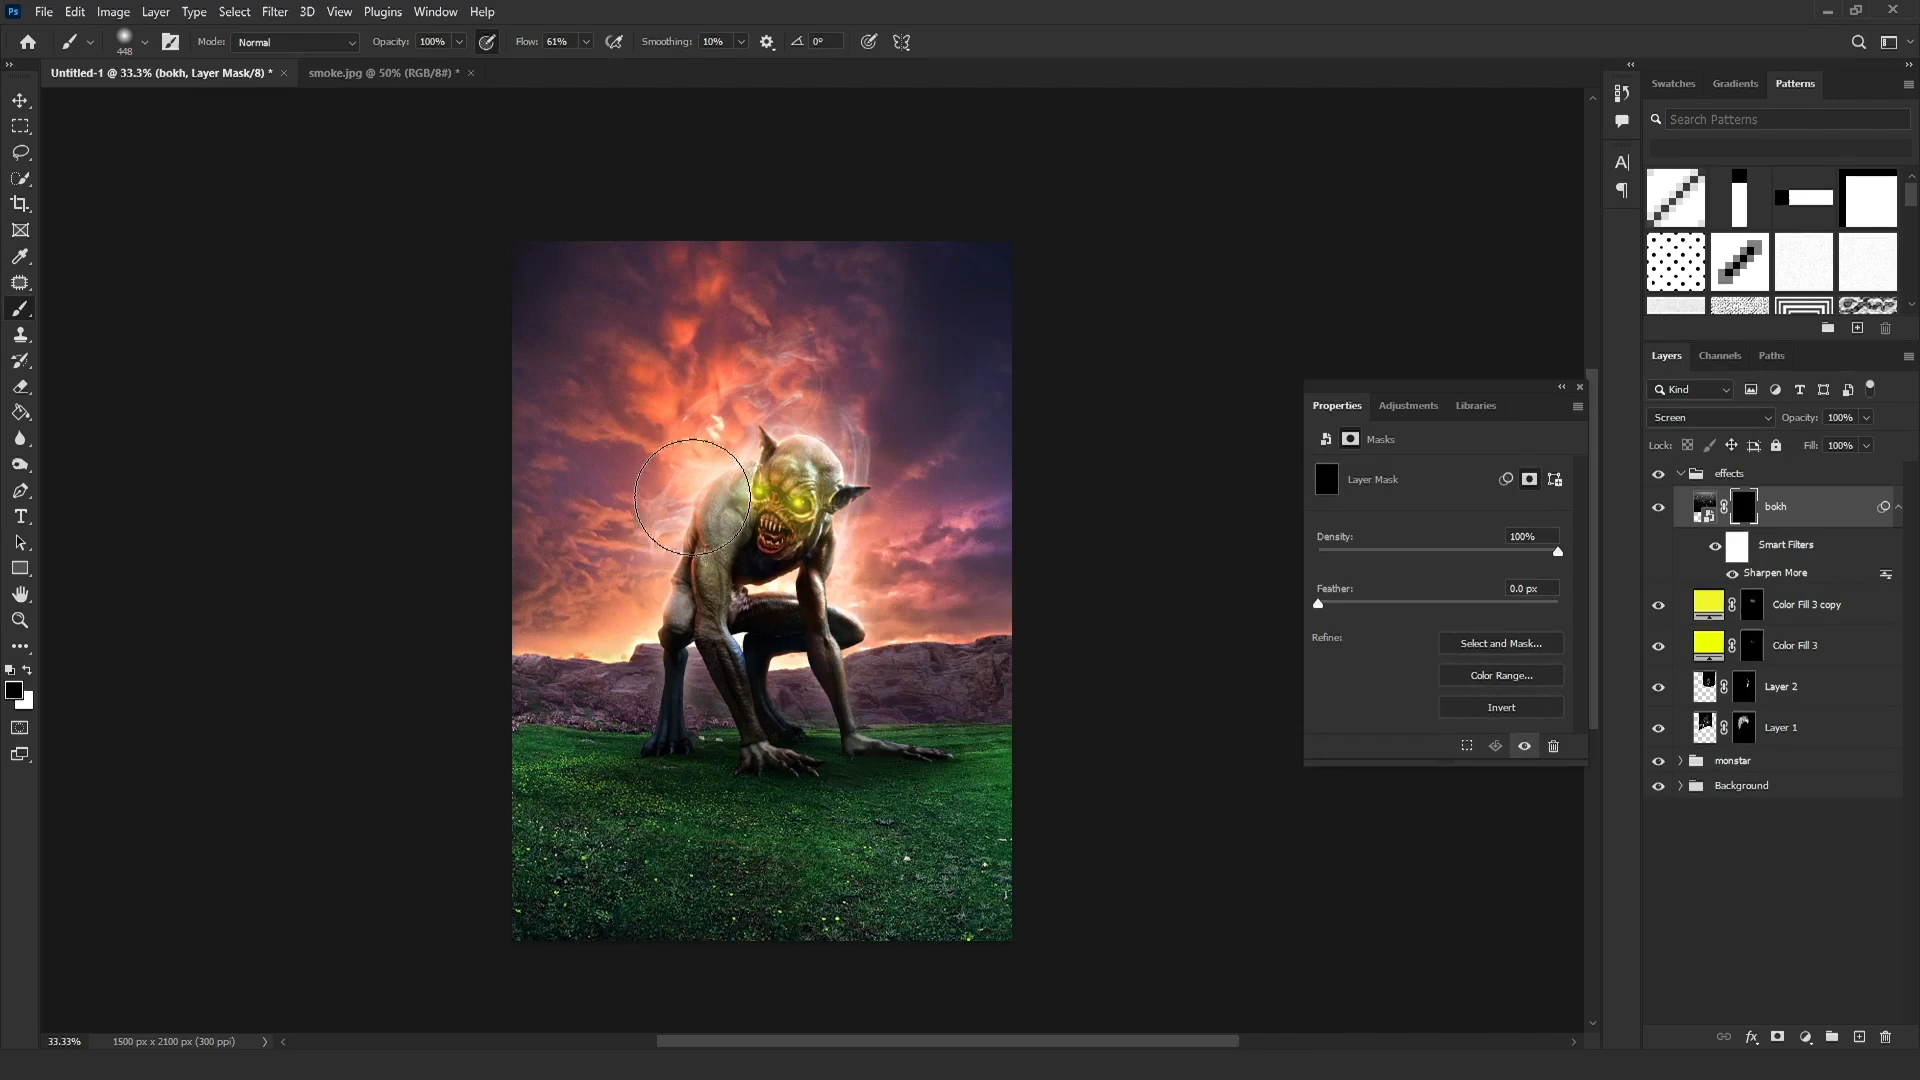 Ps File Edit Image Layer Type Select Filter 3D View Plugins Window Help
448 Mode: Normal Opacity: 100% Flow: 61% Smoothing: 10% 0°
Untitled-1 @ 33.3% (bokh, Layer Mask/8) * smoke.jpg @ 50% (RGB/8#) *
Swatches Gradients Patterns
Search Patterns
Layers Channels Paths
Kind
Screen Opacity: 100%
Lock: Fill: 100%
effects
bokh
Smart Filters
Sharpen More
Color Fill 3 copy
Color Fill 3
Layer 2
Layer 1
monstar
Background
Properties Adjustments Libraries
Masks
Layer Mask
Density: 100%
Feather: 0.0 px
Refine: Select and Mask...
Color Range...
Invert
33.33% 1500 px x 2100 px (300 ppi)